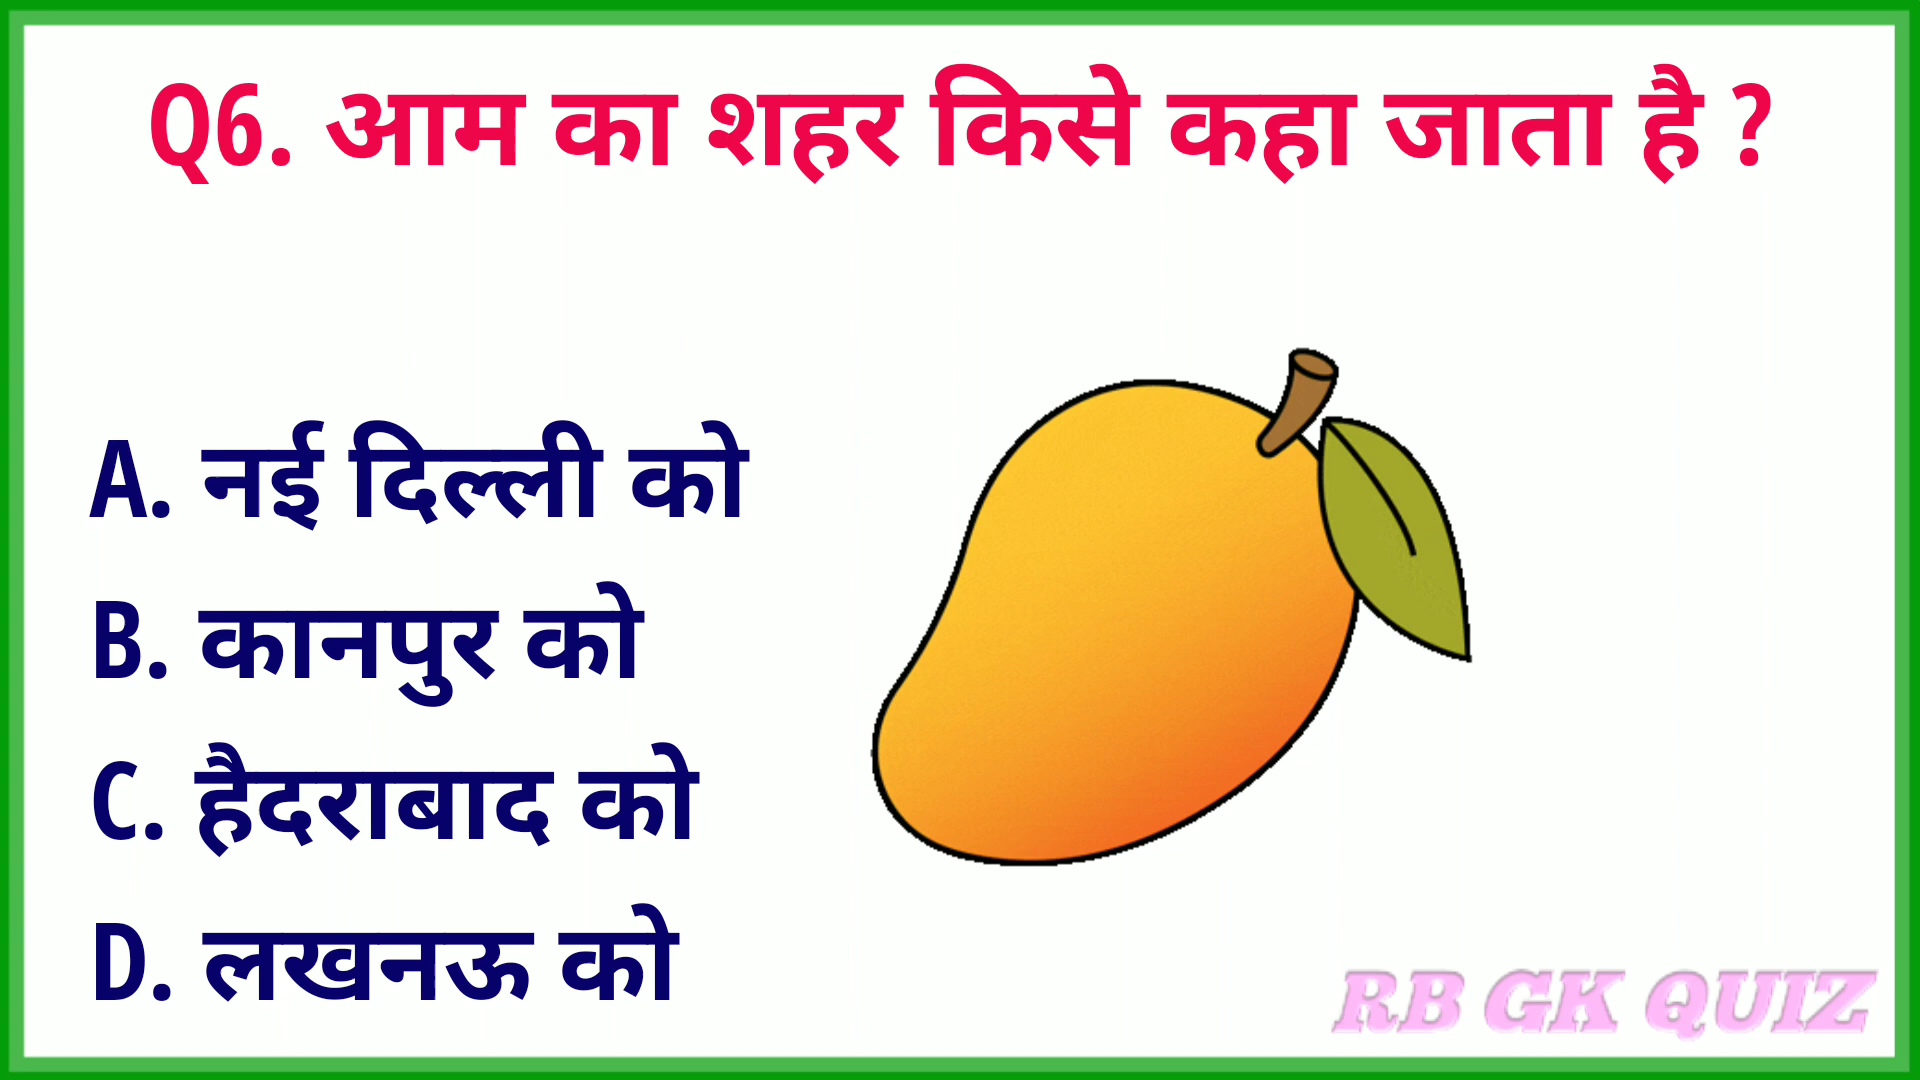 Q6. आम का शहर किसे कहा जाता है ?
A. नई दिल्ली को
B. कानपुर को
C. हैदराबाद को
D. लखनऊ को
RB GK QUIZ